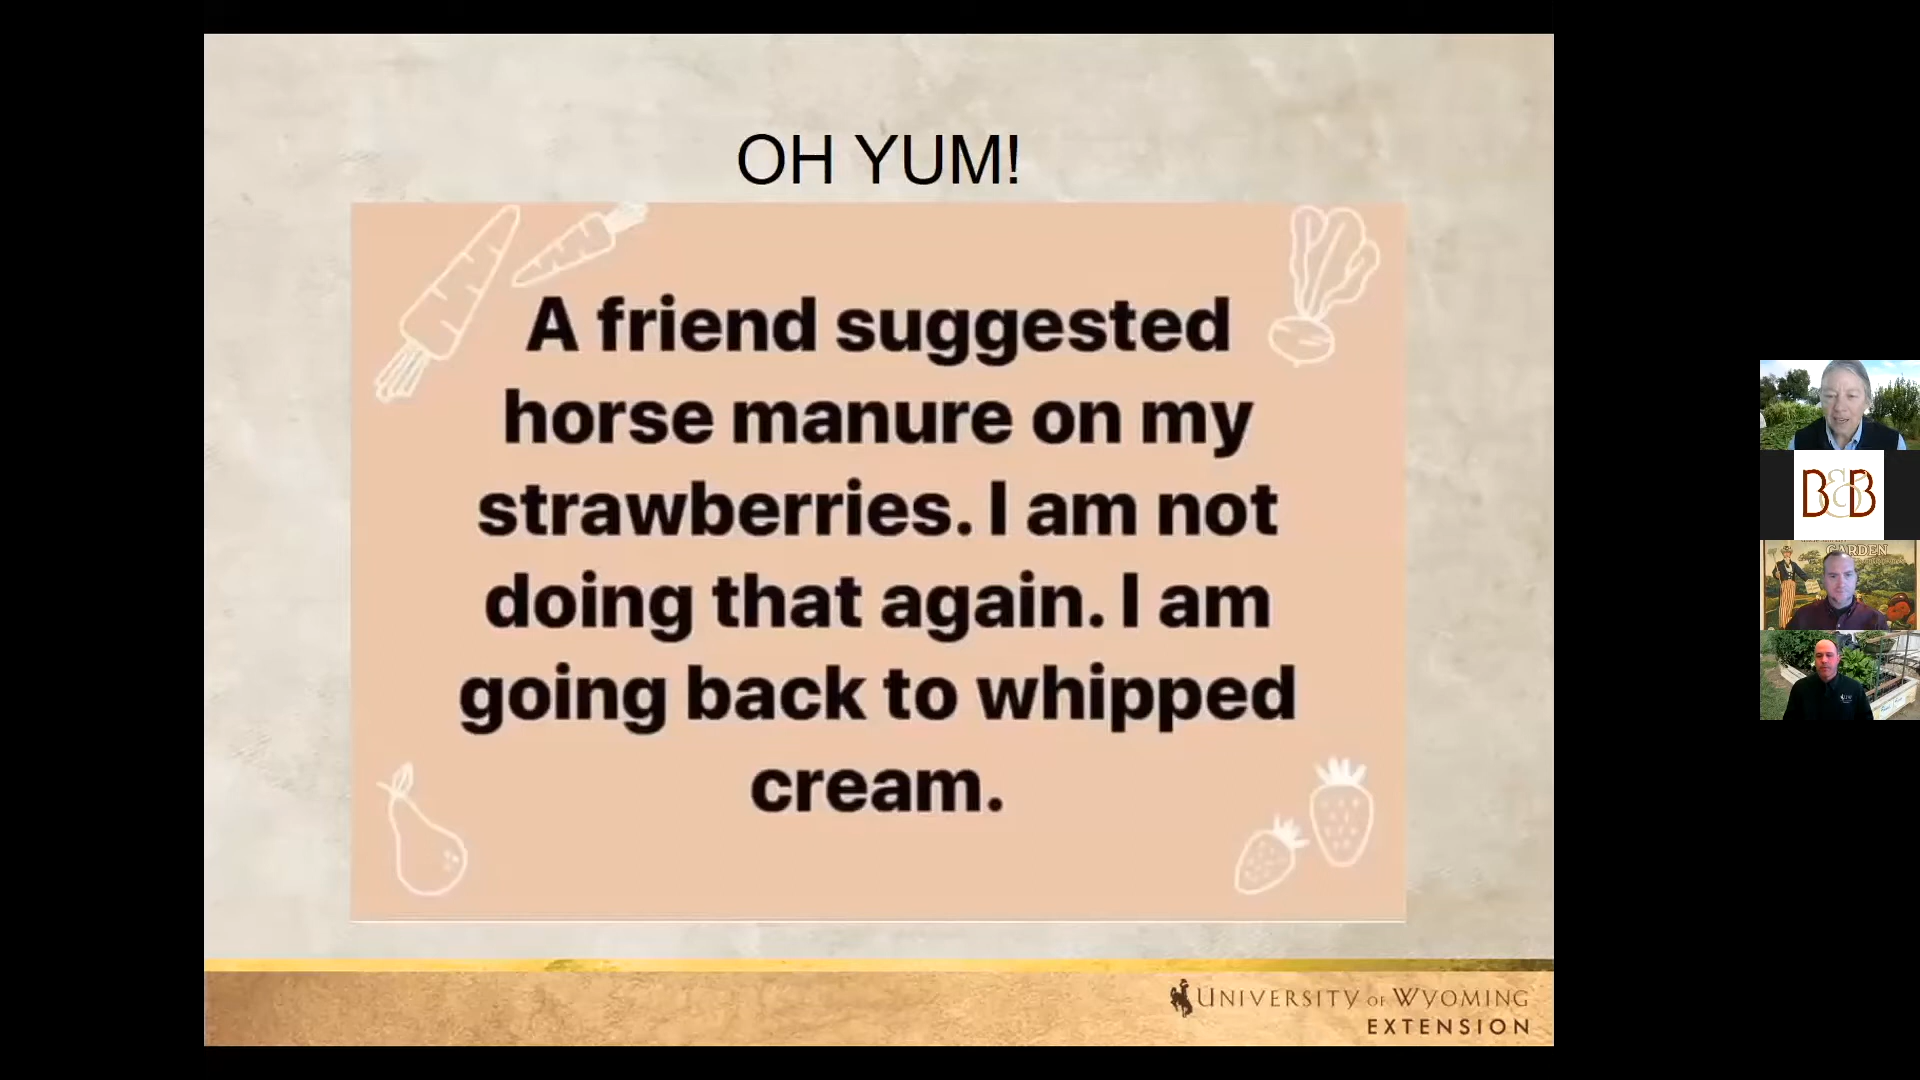 OH YUM!
A friend suggested
horse manure on my
strawberries. I am not
doing that again. I am
going back to whipped
cream.
UNIVERSITY OF WYOMING
EXTENSION
B&B
GARDEN